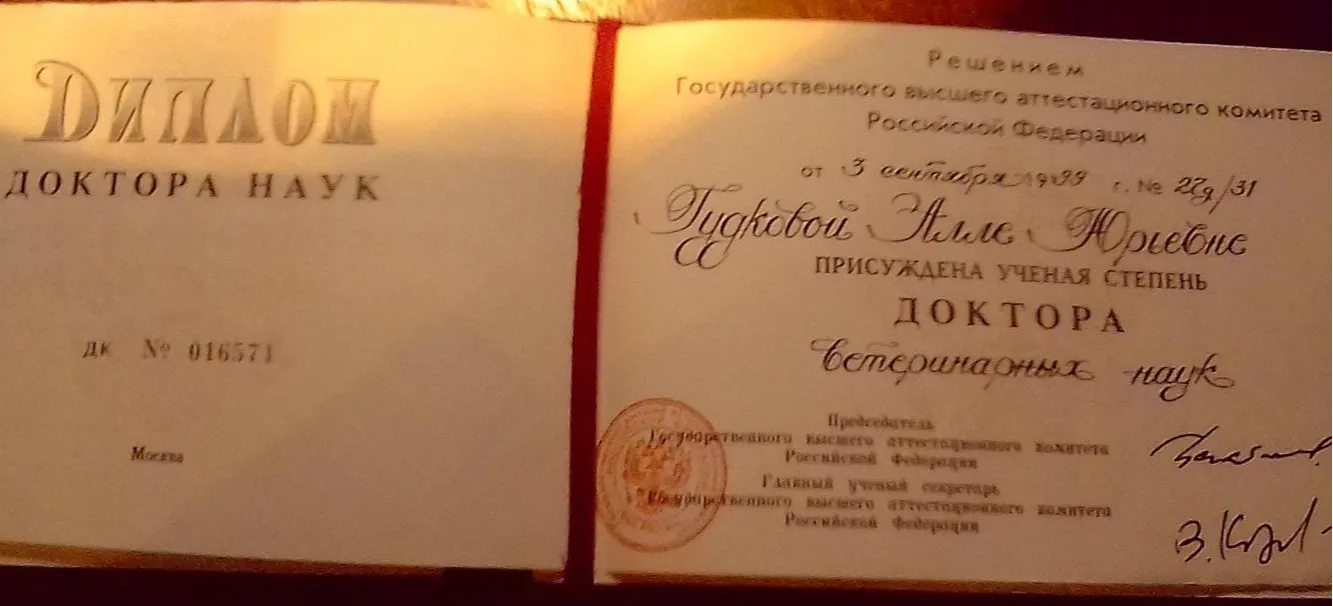 Диплом
ДОКТОРА НАУК
ДК № 016571
Москва
Решением
Государственного высшего аттестационного комитета
Российской Федерации
от 3 сентября 1999 г. № 27д/31
Гудковой Алле Юрьевне
ПРИСУЖДЕНА УЧЕНАЯ СТЕПЕНЬ
ДОКТОРА
ветеринарных наук
Председатель
Государственного высшего аттестационного комитета
Российской Федерации
Главный ученый секретарь
Государственного высшего аттестационного комитета
Российской Федерации